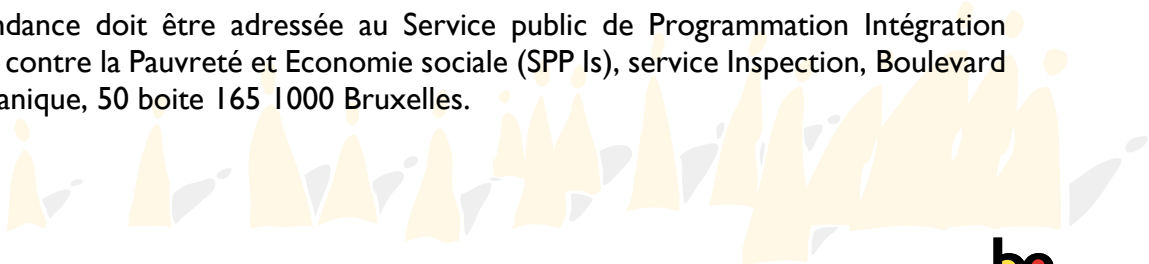 ndance doit être adressée au Service public de Programmation Intégration
contre la Pauvreté et Economie sociale (SPP Is), service Inspection, Boulevard
anique, 50 boite 165 1000 Bruxelles.
be